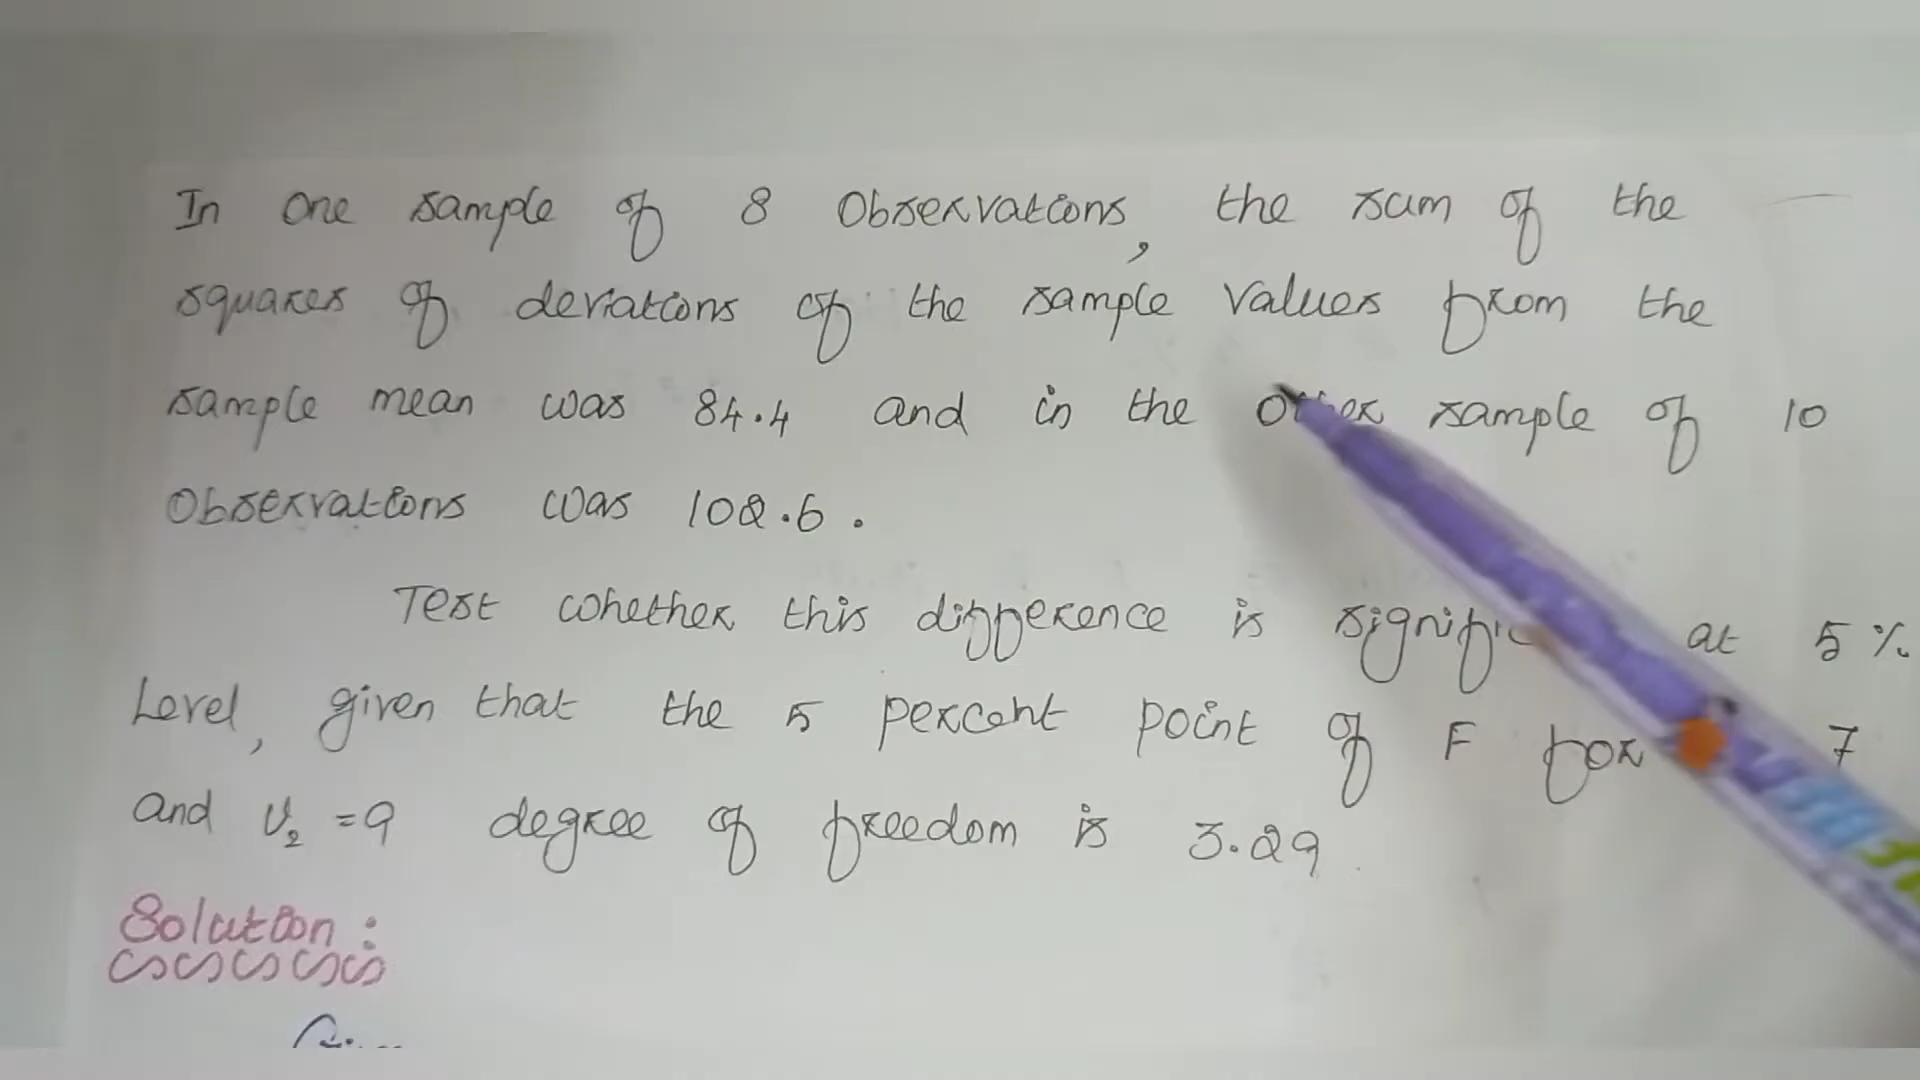 In one sample of 8 observations, the sum of the
squares of deviations of the sample values from the
sample mean was 84.4 and in the other sample of 10
observations was 102.6.
Test whether this difference is at 5%
Level, given that the 5 percent point of F for 7
and V₂ = 9 degree of freedom is 3.29
Solution: